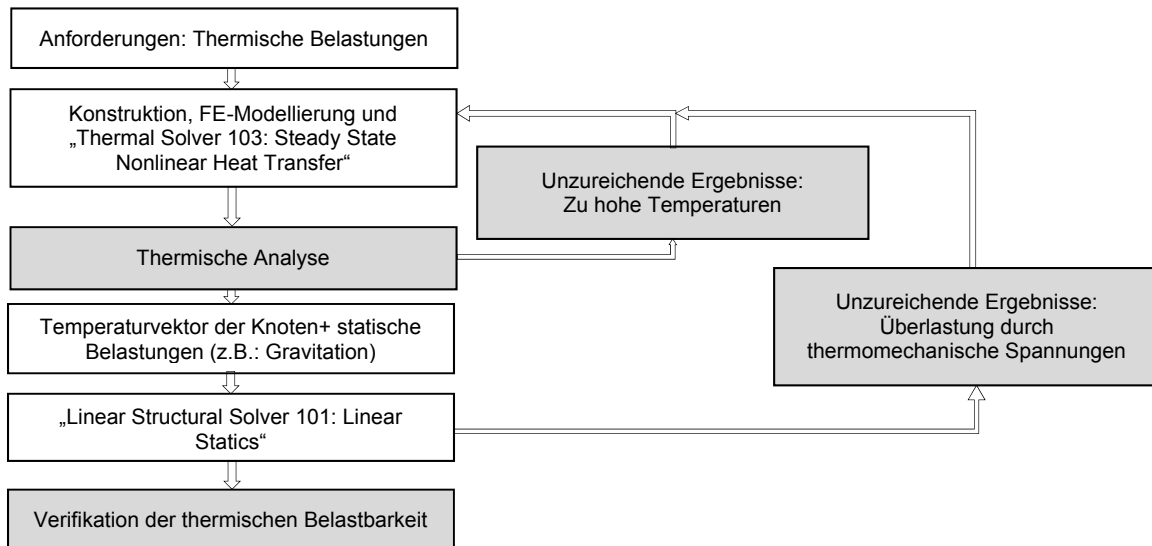 Anforderungen: Thermische Belastungen
Konstruktion, FE-Modellierung und
„Thermal Solver 103: Steady State
Nonlinear Heat Transfer“
Unzureichende Ergebnisse:
Zu hohe Temperaturen
Thermische Analyse
Unzureichende Ergebnisse:
Überlastung durch
thermomechanische Spannungen
Temperaturvektor der Knoten+ statische
Belastungen (z.B.: Gravitation)
„Linear Structural Solver 101: Linear
Statics“
Verifikation der thermischen Belastbarkeit